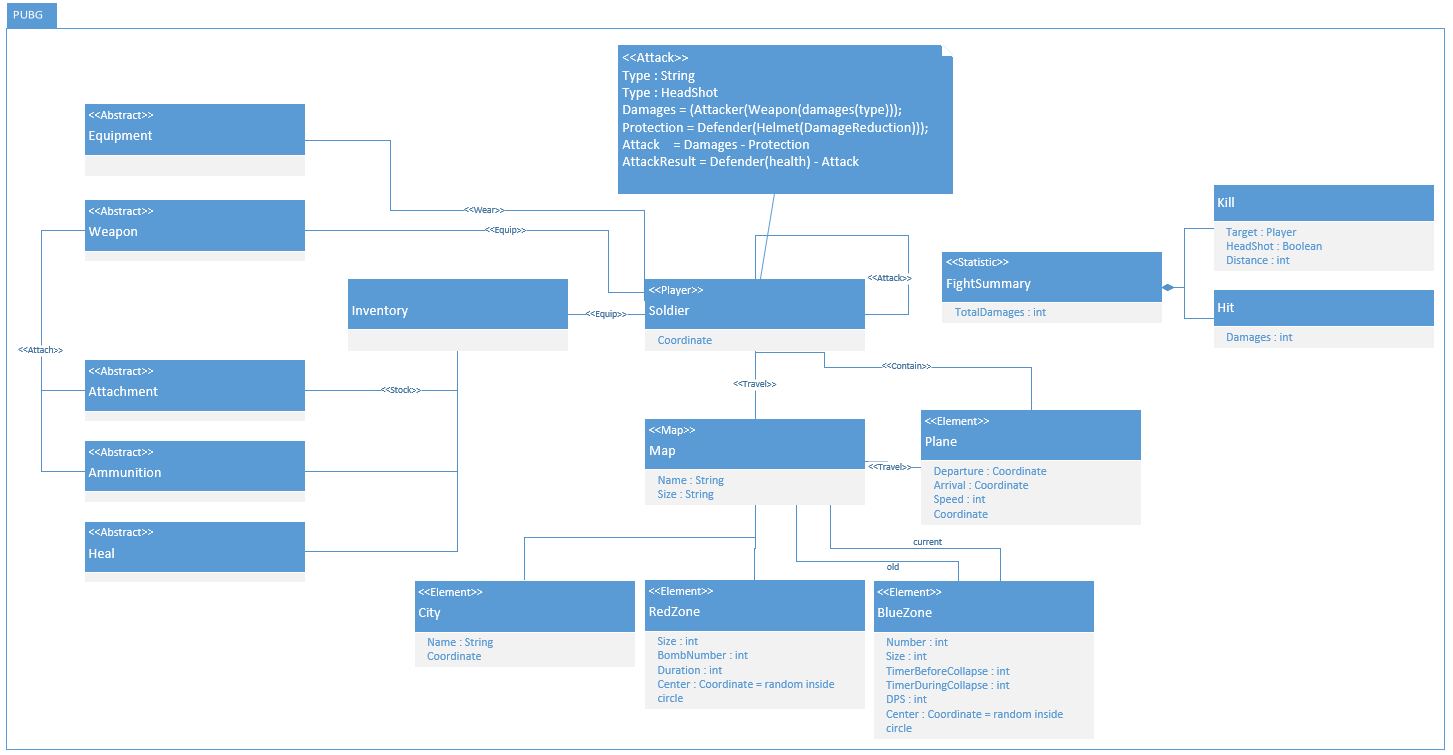 PUBG
<<Attack>>
Type : String
Type : HeadShot
Damages = (Attacker(Weapon(damages(type)));
Protection = Defender(Helmet(DamageReduction)));
Attack    = Damages - Protection
AttackResult = Defender(health) - Attack
<<Abstract>>
Equipment
<<Wear>>
<<Abstract>>
Weapon
<<Equip>>
<<Attach>>
Inventory
<<Equip>>
<<Player>>
Soldier
Coordinate
<<Attack>>
<<Statistic>>
FightSummary
TotalDamages : int
Kill
Target : Player
HeadShot : Boolean
Distance : int
Hit
Damages : int
<<Abstract>>
Attachment
<<Stock>>
<<Abstract>>
Ammunition
<<Abstract>>
Heal
<<Travel>>
<<Contain>>
<<Map>>
Map
Name : String
Size : String
<<Travel>>
<<Element>>
Plane
Departure : Coordinate
Arrival : Coordinate
Speed : int
Coordinate
current
old
<<Element>>
City
Name : String
Coordinate
<<Element>>
RedZone
Size : int
BombNumber : int
Duration : int
Center : Coordinate = random inside
circle
<<Element>>
BlueZone
Number : int
Size : int
TimerBeforeCollapse : int
TimerDuringCollapse : int
DPS : int
Center : Coordinate = random inside
circle